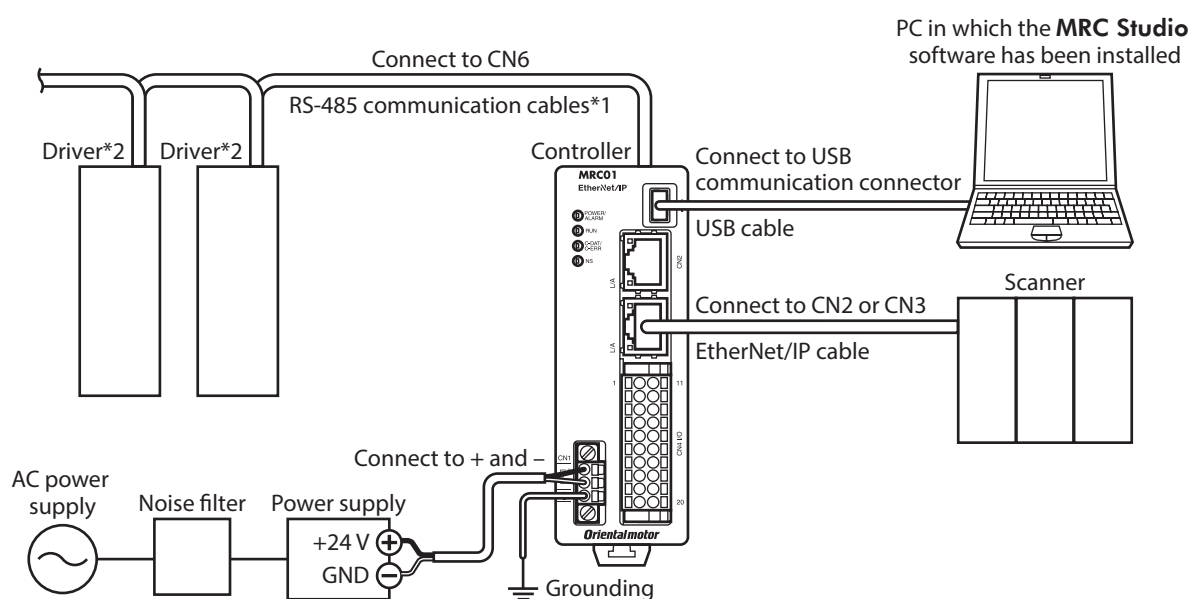 PC in which the MRC Studio
software has been installed
Connect to CN6
RS-485 communication cables*1
Driver*2
Driver*2
Controller
MRC01
EtherNet/IP
POWER/
ALARM
RUN
C-DAT/
C-ERR
NS
Connect to USB
communication connector
USB cable
CN2
L/A
Scanner
Connect to CN2 or CN3
EtherNet/IP cable
L/A
1
11
CN4 I/O
20
CN1
Connect to + and –
AC power
supply
Noise filter
Power supply
+24 V
GND
Orientalmotor
Grounding